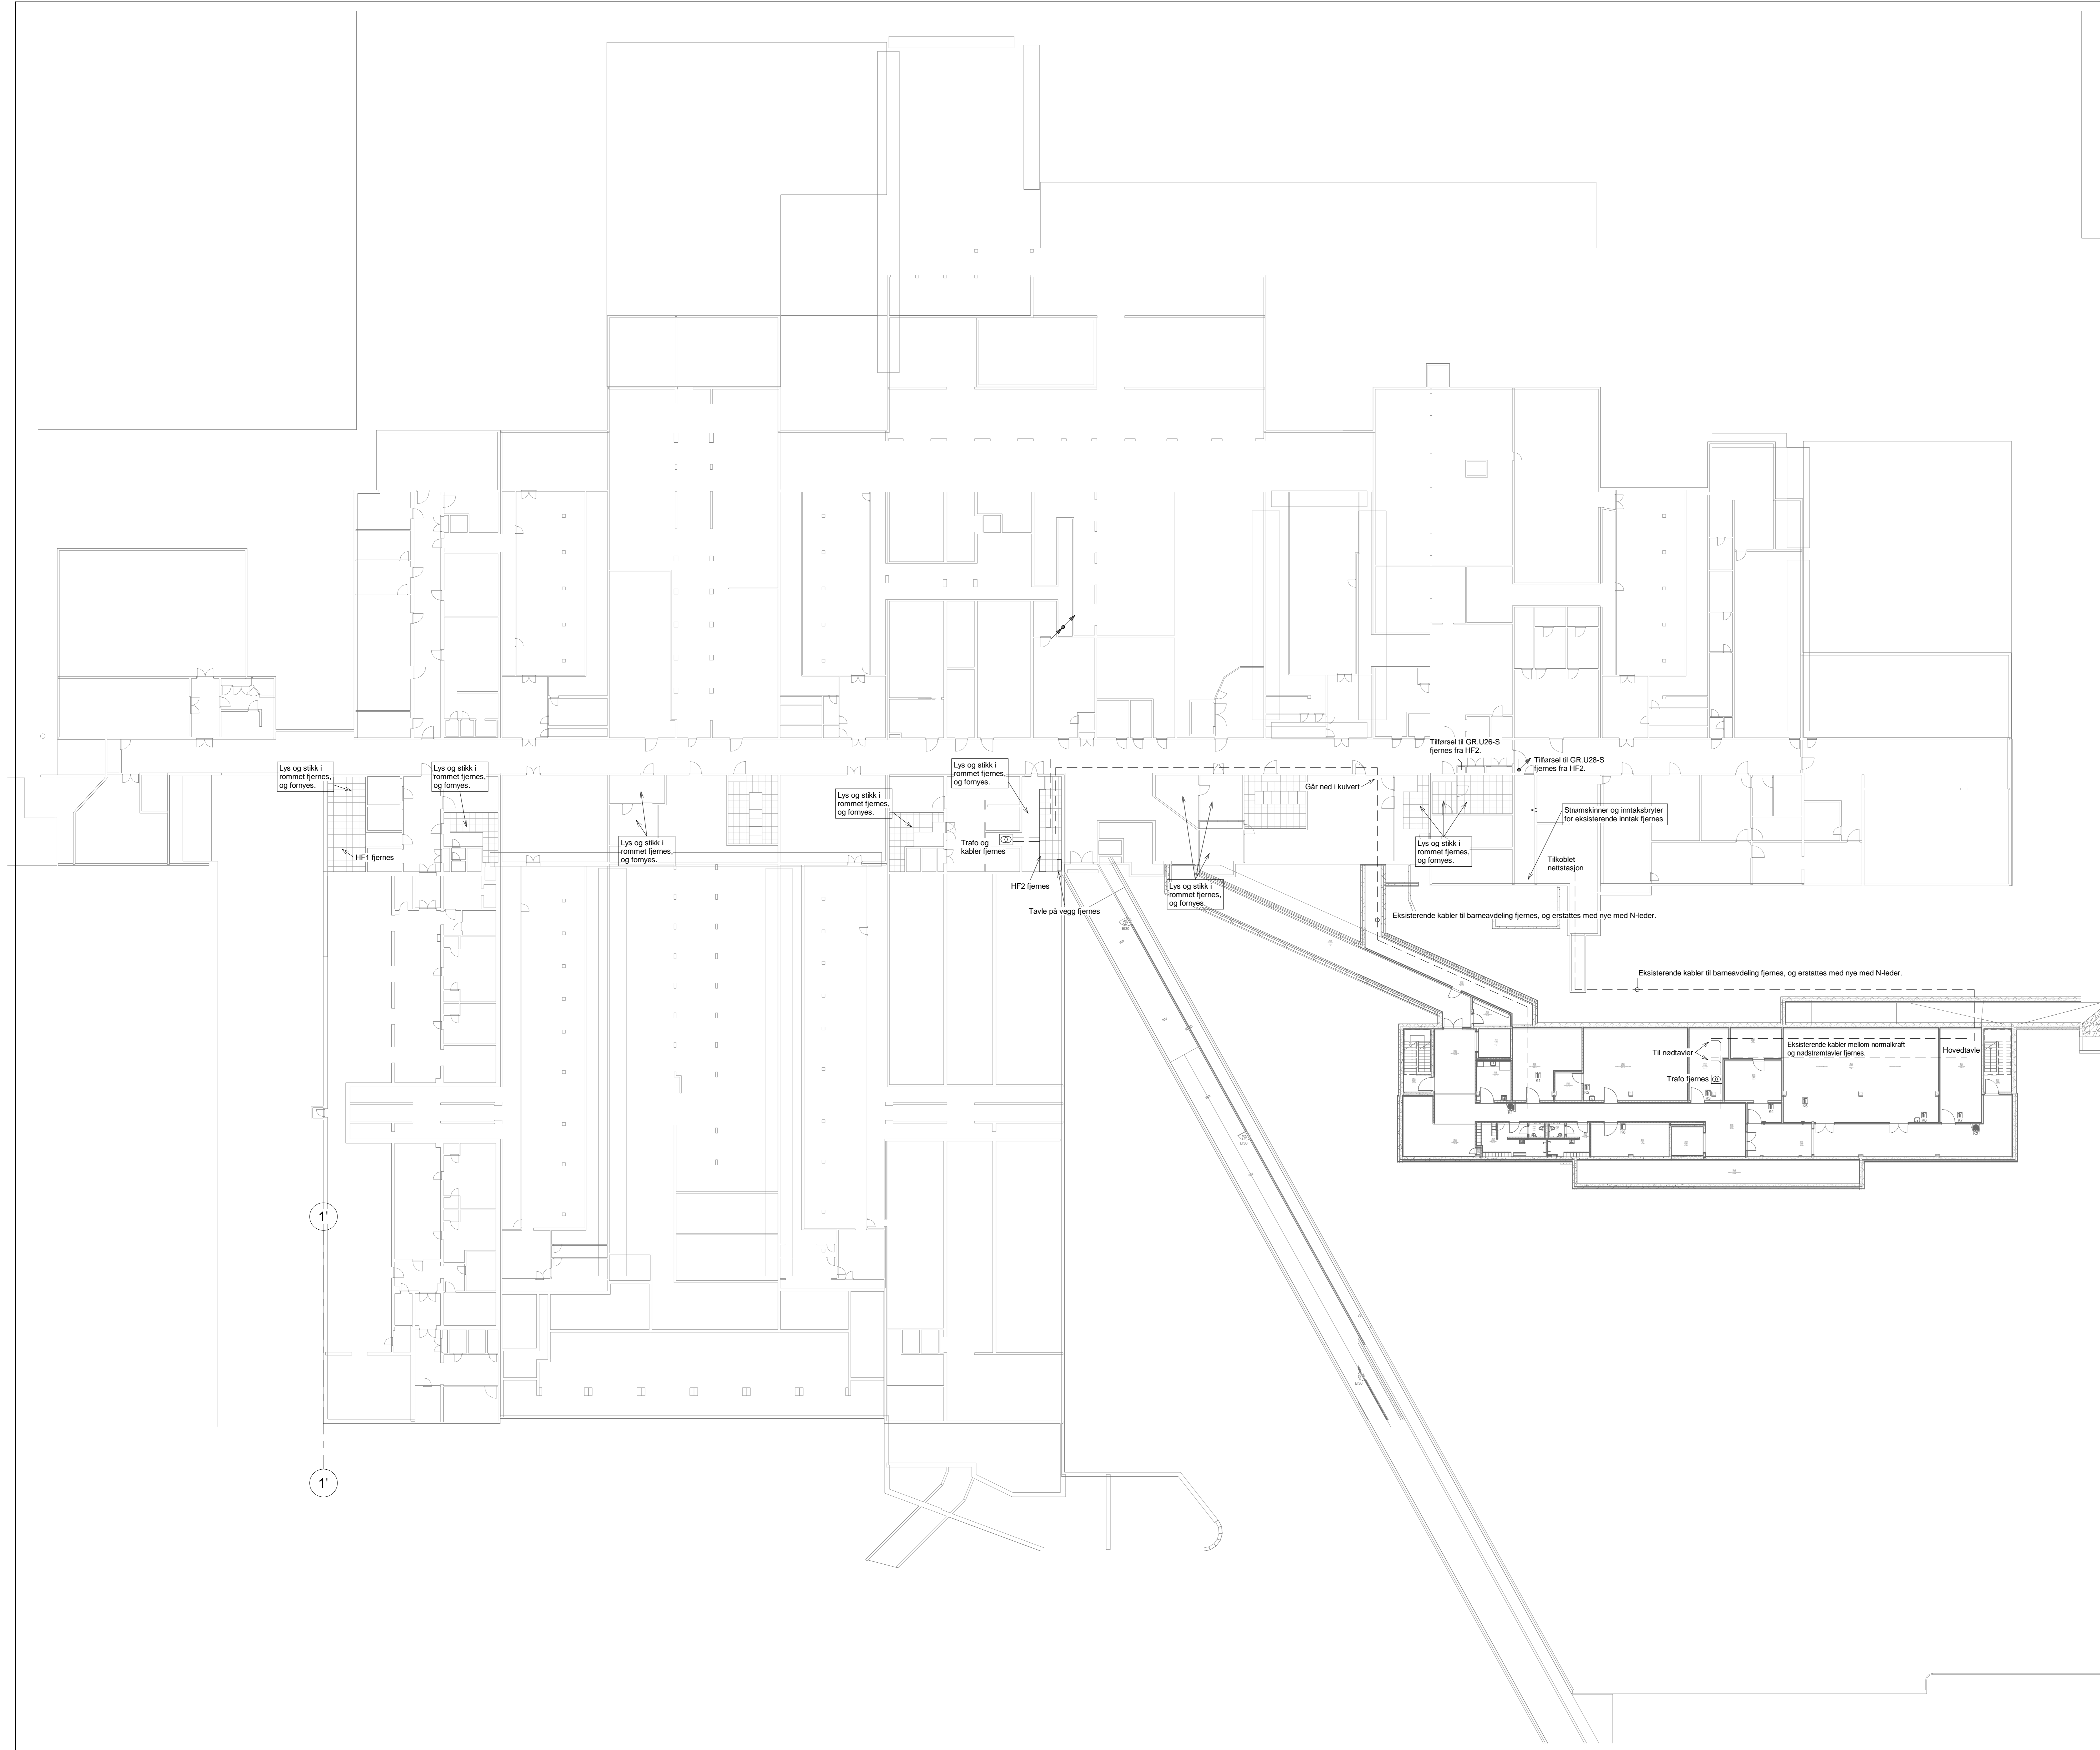 Tilførsel til GR.U26-S
fjernes fra HF2.
Tilførsel til GR.U28-S
fjernes fra HF2.
Lys og stikk i
rommet fjernes,
og fornyes.
Lys og stikk i
rommet fjernes,
og fornyes.
Lys og stikk i
rommet fjernes,
og fornyes.
Lys og stikk i
rommet fjernes,
og fornyes.
Går ned i kulvert
Strømskinner og inntaksbryter
for eksisterende inntak fjernes
Lys og stikk i
rommet fjernes,
og fornyes.
Trafo og
kabler fjernes
Lys og stikk i
rommet fjernes,
og fornyes.
HF1 fjernes
Tilkoblet
nettstasjon
HF2 fjernes
Lys og stikk i
rommet fjernes,
og fornyes.
Tavle på vegg fjernes
Eksisterende kabler til barneavdeling fjernes, og erstattes med nye med N-leder.
Eksisterende kabler til barneavdeling fjernes, og erstattes med nye med N-leder.
Til nødtavler
Eksisterende kabler mellom normalkraft
og nødstrømtavler fjernes.
Hovedtavle
Trafo fjernes
1'
1'